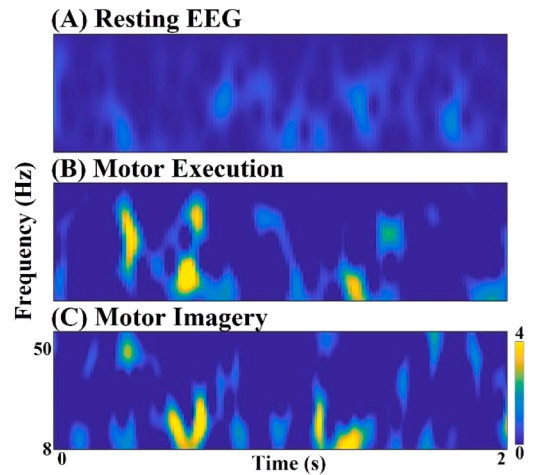 (A) Resting EEG
(B) Motor Execution
Frequency (Hz)
(C) Motor Imagery
50
8
4
0
0
Time (s)
2